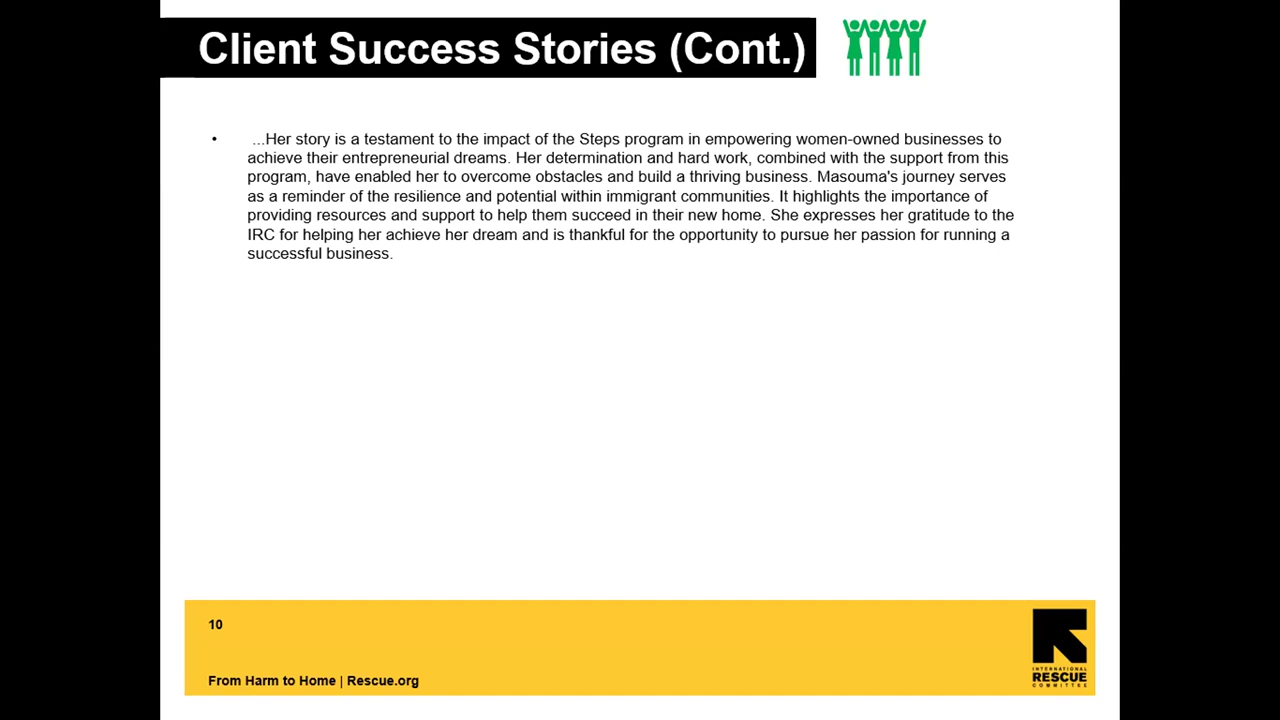 Client Success Stories (Cont.)
• ...Her story is a testament to the impact of the Steps program in empowering women-owned businesses to
achieve their entrepreneurial dreams. Her determination and hard work, combined with the support from this
program, have enabled her to overcome obstacles and build a thriving business. Masouma's journey serves
as a reminder of the resilience and potential within immigrant communities. It highlights the importance of
providing resources and support to help them succeed in their new home. She expresses her gratitude to the
IRC for helping her achieve her dream and is thankful for the opportunity to pursue her passion for running a
successful business.
10
From Harm to Home | Rescue.org
INTERNATIONAL
RESCUE
COMMITTEE